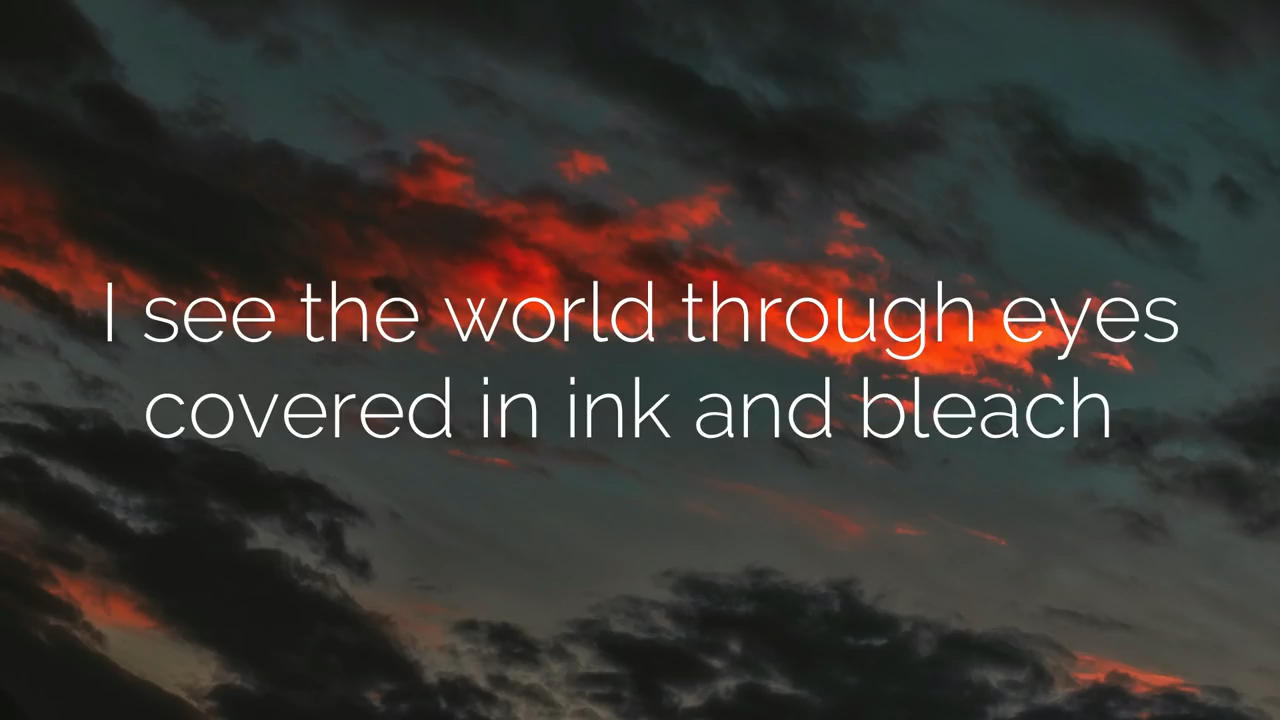 I see the world through eyes
covered in ink and bleach